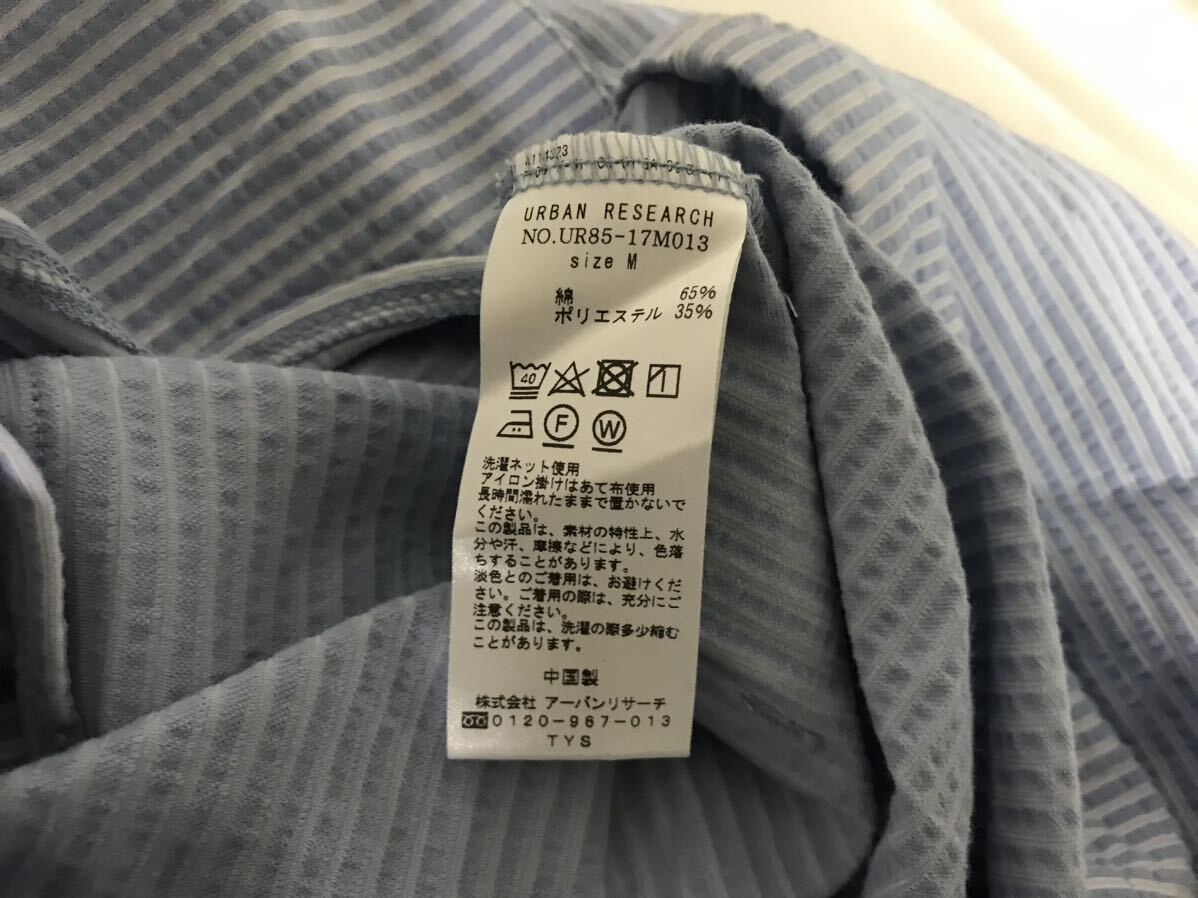 4114373
URBAN RESEARCH
NO.UR85-17M013
size M
綿 65%
ポリエステル 35%
40
F
W
洗濯ネット使用
アイロン掛けはあて布使用
長時間濡れたままで置かないで
ください。
この製品は、素材の特性上、水
分や汗、摩擦などにより、色落
ちすることがあります。
淡色とのご着用は、お避けくだ
さい。ご着用の際は、充分にご
注意ください。
この製品は、洗濯の際多少縮む
ことがあります。
中国製
株式会社 アーバンリサーチ
0120-967-013
TYS